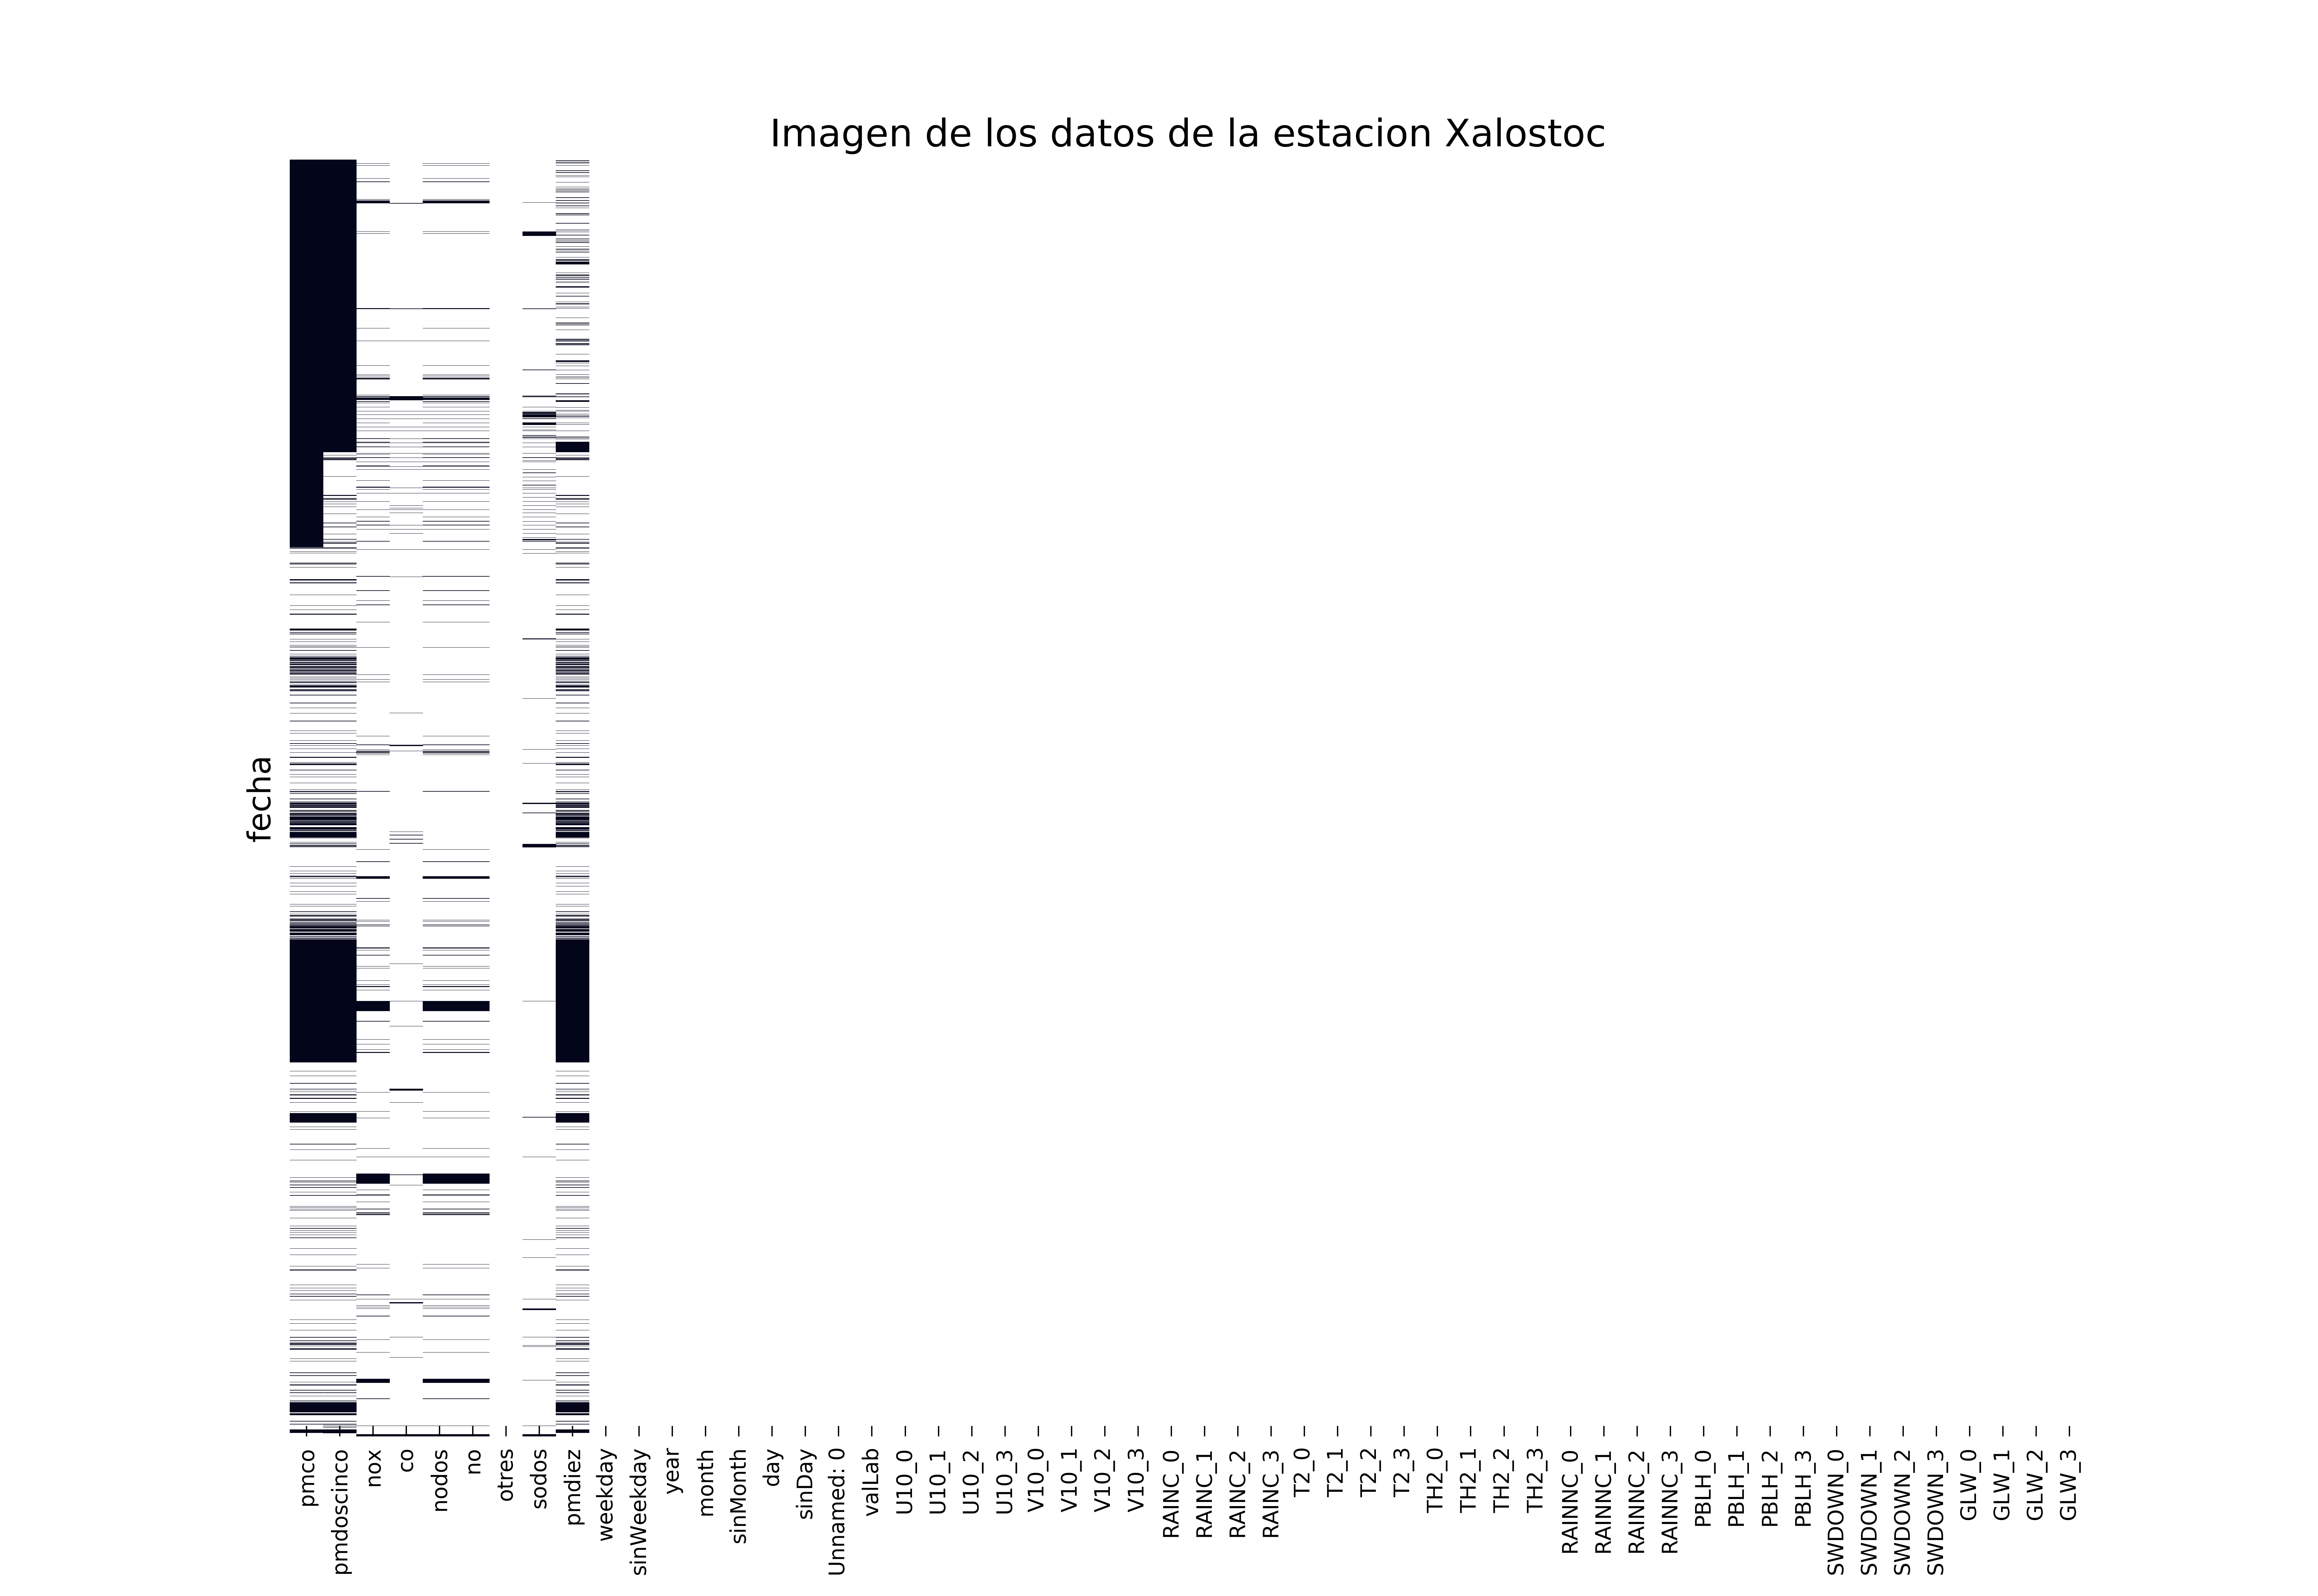 Imagen de los datos de la estacion Xalostoc
fecha
pmco
pmdoscinco
nox
co
nodos
no
otres
sodos
pmdiez
weekday
sinWeekday
year
month
sinMonth
day
sinDay
Unnamed: 0
valLab
U10_0
U10_1
U10_2
U10_3
V10_0
V10_1
V10_2
V10_3
RAINC_0
RAINC_1
RAINC_2
RAINC_3
T2_0
T2_1
T2_2
T2_3
TH2_0
TH2_1
TH2_2
TH2_3
RAINNC_0
RAINNC_1
RAINNC_2
RAINNC_3
PBLH_0
PBLH_1
PBLH_2
PBLH_3
SWDOWN_0
SWDOWN_1
SWDOWN_2
SWDOWN_3
GLW_0
GLW_1
GLW_2
GLW_3